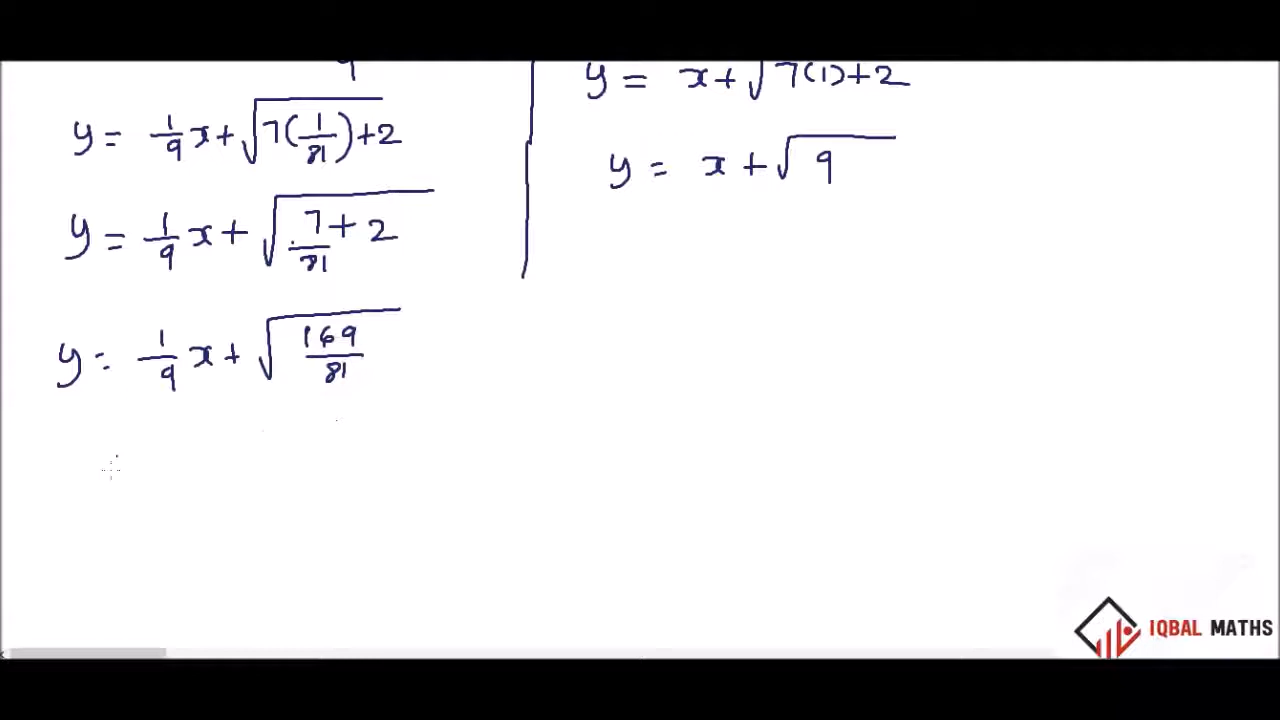 9
y = 1/9 x + √(7(1/81) + 2)
y = 1/9 x + √(7/81 + 2)
y = 1/9 x + √(169/81)
y = x + √(7(1) + 2)
y = x + √9
IQBAL MATHS